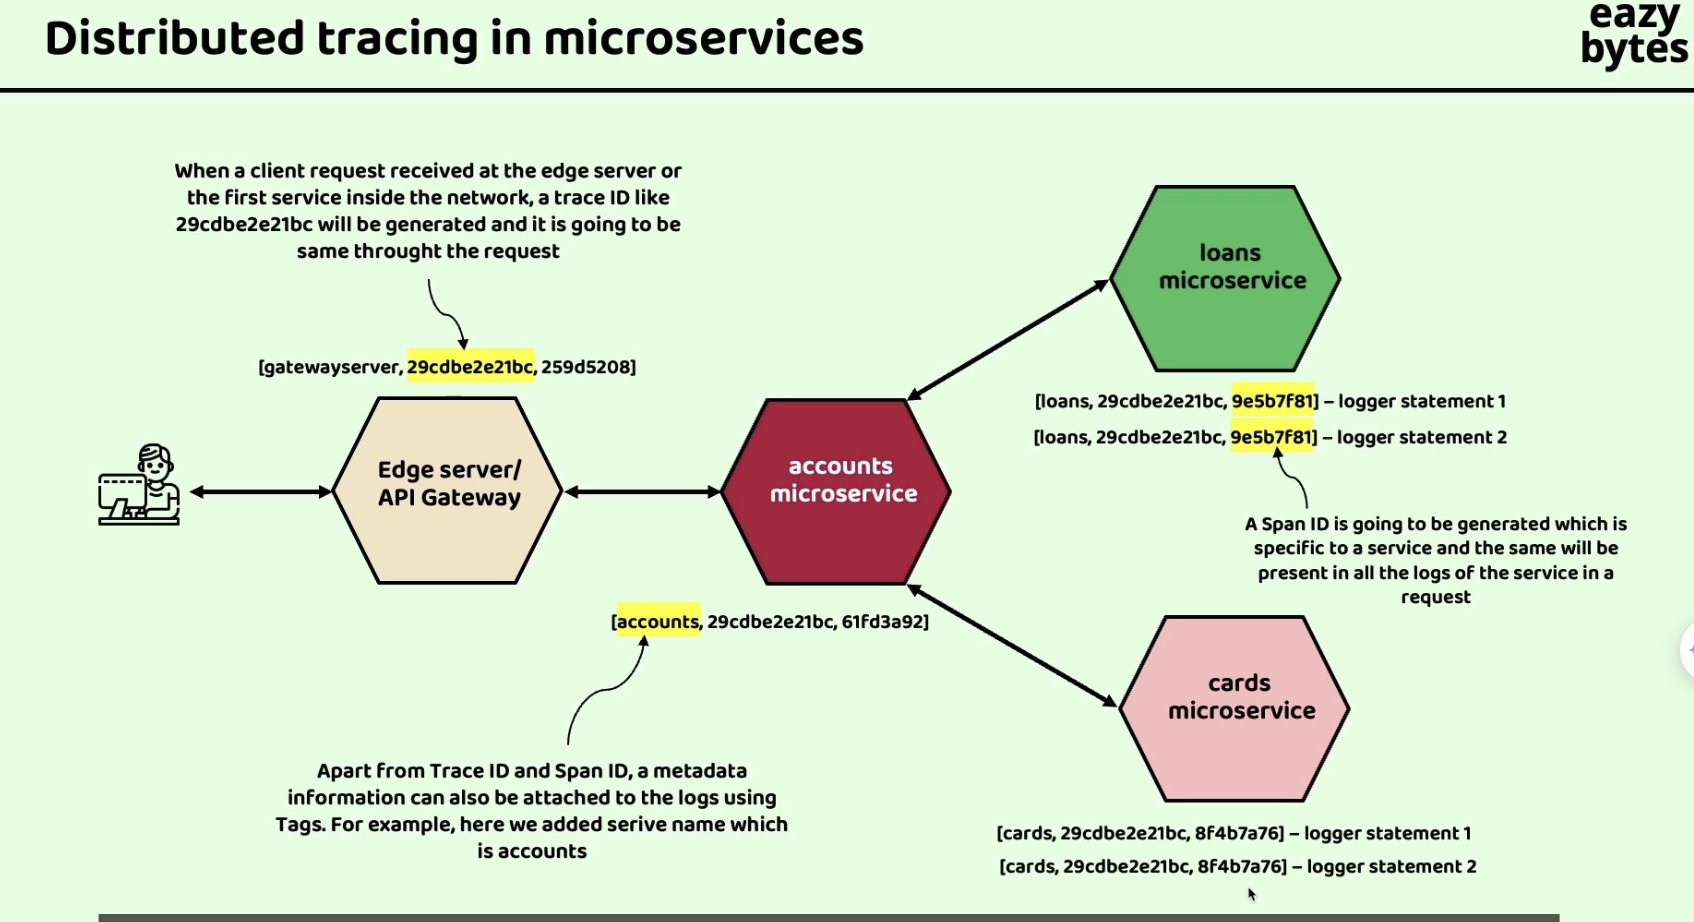 Distributed tracing in microservices
eazy
bytes
When a client request received at the edge server or
the first service inside the network, a trace ID like
29cdbe2e21bc will be generated and it is going to be
same throught the request
[gatewayserver, 29cdbe2e21bc, 259d5208]
Edge server/
API Gateway
accounts
microservice
[accounts, 29cdbe2e21bc, 61fd3a92]
Apart from Trace ID and Span ID, a metadata
information can also be attached to the logs using
Tags. For example, here we added serive name which
is accounts
loans
microservice
[loans, 29cdbe2e21bc, 9e5b7f81] – logger statement 1
[loans, 29cdbe2e21bc, 9e5b7f81] – logger statement 2
A Span ID is going to be generated which is
specific to a service and the same will be
present in all the logs of the service in a
request
cards
microservice
[cards, 29cdbe2e21bc, 8f4b7a76] – logger statement 1
[cards, 29cdbe2e21bc, 8f4b7a76] – logger statement 2